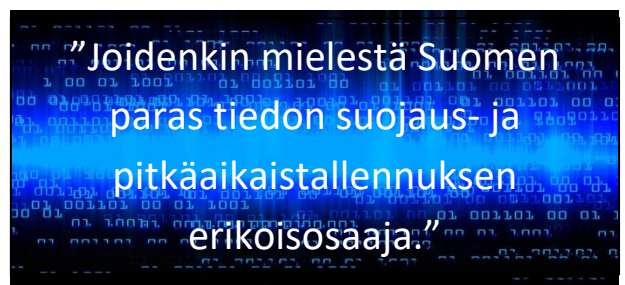 ”Joidenkin mielestä Suomen
paras tiedon suojaus- ja
pitkäaikaistallennuksen
erikoisosaaja.”